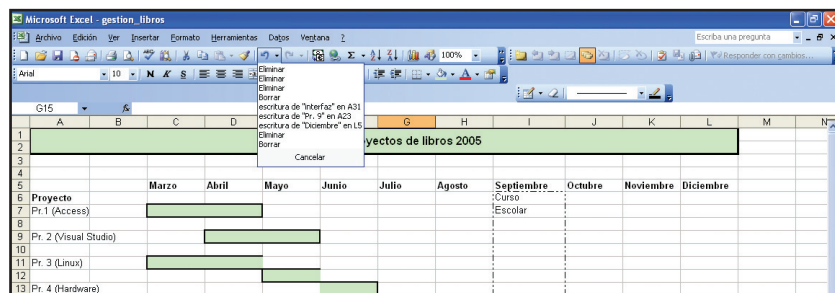 Microsoft Excel - gestion_libros
Archivo Edición Ver Insertar Formato Herramientas Datos Ventana ?
Escriba una pregunta
100%
Responder con cambios...
Arial 10 N K S
Eliminar
Eliminar
Eliminar
Borrar
escritura de "interfaz" en A31
escritura de "Pr. 9" en A23
escritura de "Diciembre" en L5
Eliminar
Borrar
Cancelar
G15 fx
A B C D G H I J K L M N
1 yectos de libros 2005
2
3
4
5 Marzo Abril Mayo Junio Julio Agosto Septiembre Octubre Noviembre Diciembre
6 Proyecto Curso
7 Pr.1 (Access) Escolar
8
9 Pr. 2 (Visual Studio)
10
11 Pr. 3 (Linux)
12
13 Pr. 4 (Hardware)